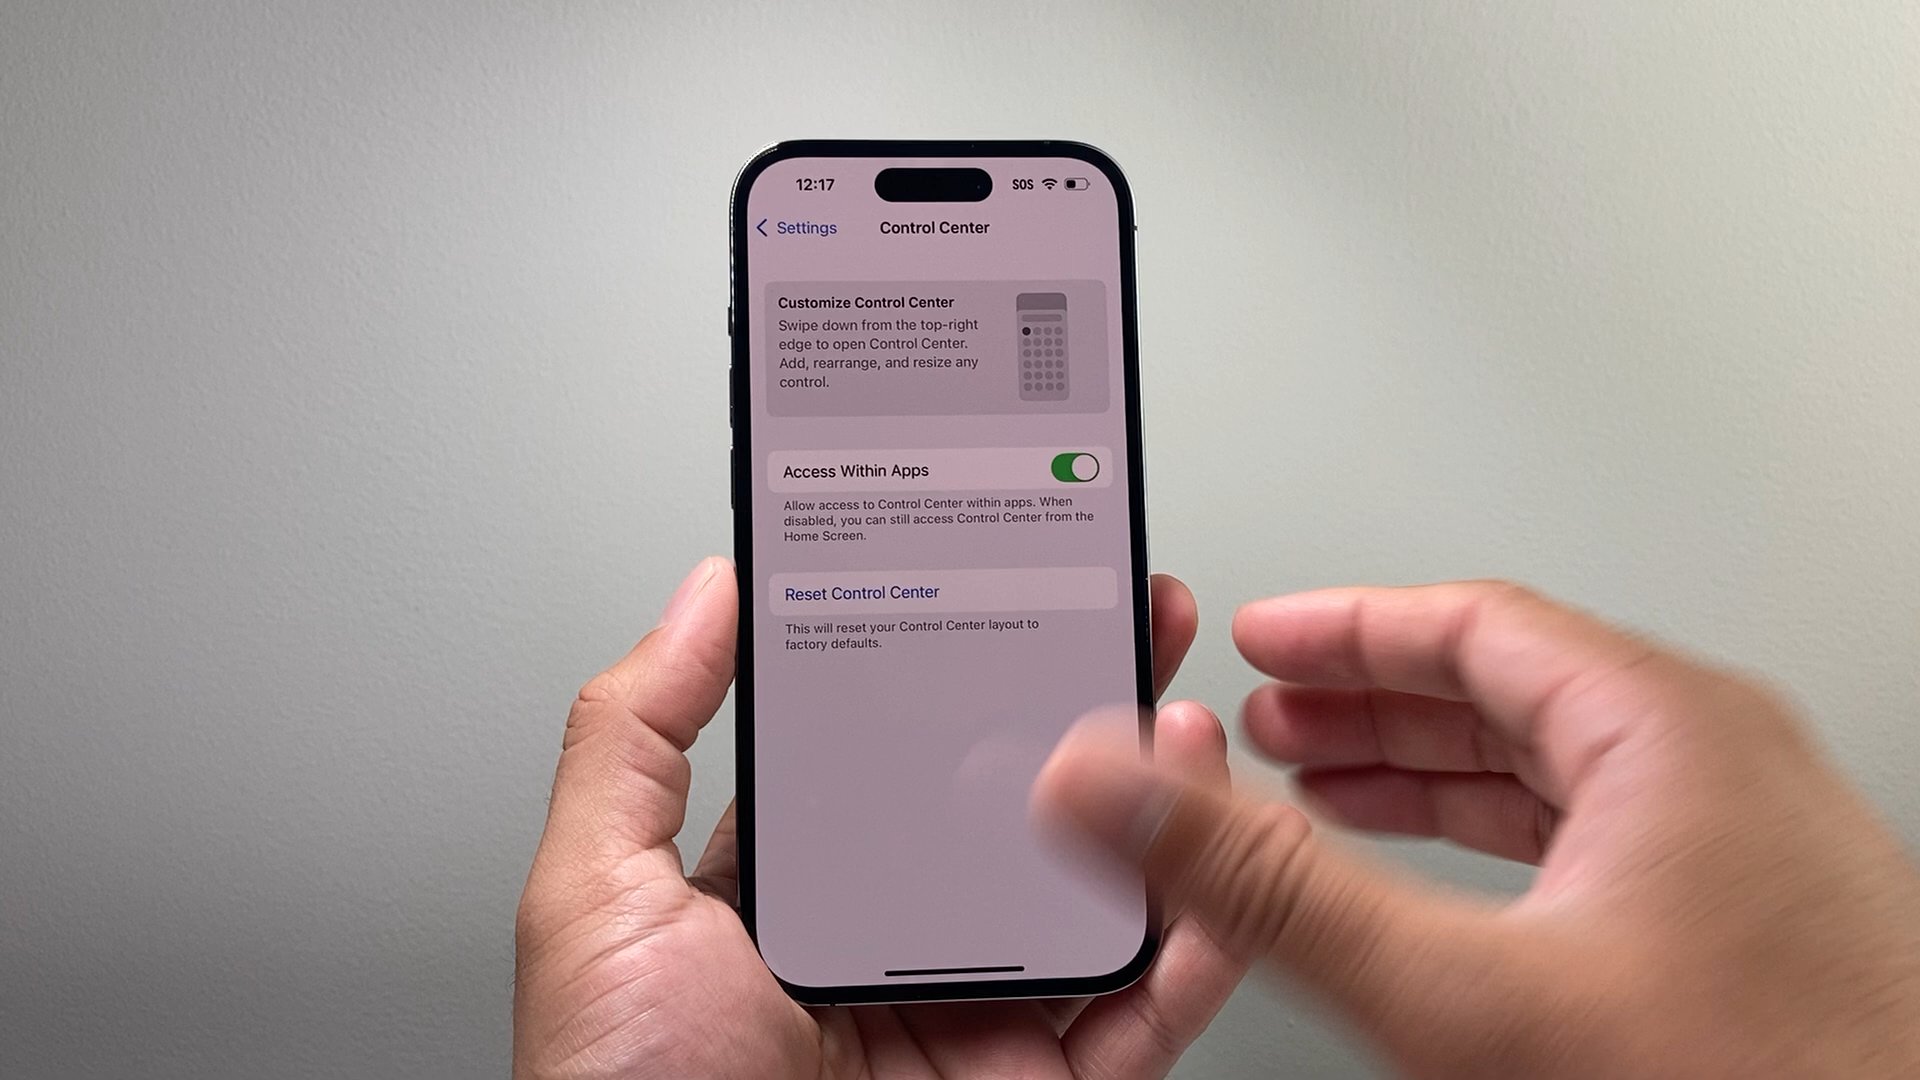 12:17
SOS
Settings
Control Center
Customize Control Center
Swipe down from the top-right
edge to open Control Center.
Add, rearrange, and resize any
control.
Access Within Apps
Allow access to Control Center within apps. When
disabled, you can still access Control Center from the
Home Screen.
Reset Control Center
This will reset your Control Center layout to
factory defaults.